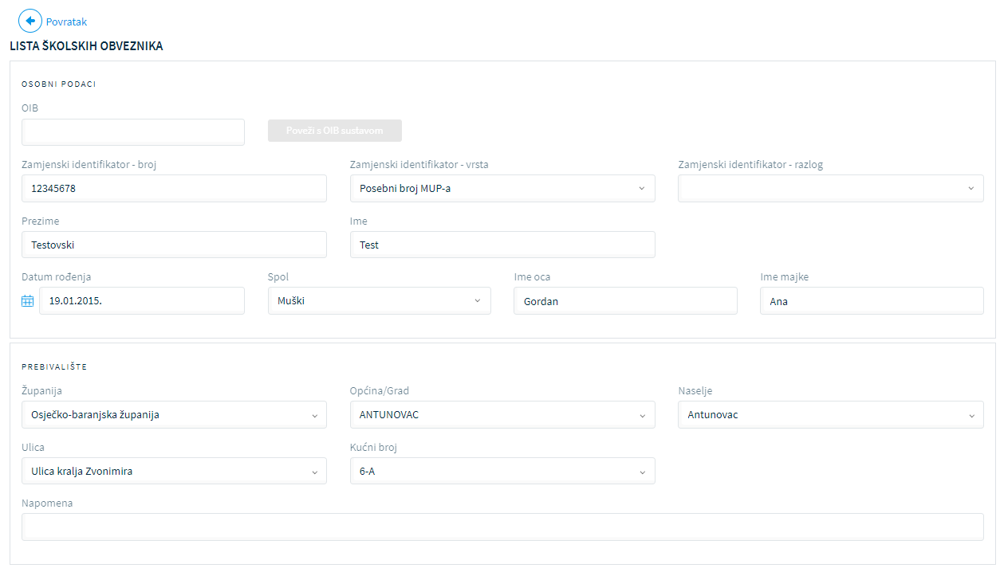 Povratak
LISTA ŠKOLSKIH OBVEZNIKA
OSOBNI PODACI
OIB
Poveži s OIB sustavom
Zamjenski identifikator - broj
Zamjenski identifikator - vrsta
Zamjenski identifikator - razlog
12345678
Posebni broj MUP-a
Prezime
Ime
Testovski
Test
Datum rođenja
Spol
Ime oca
Ime majke
19.01.2015.
Muški
Gordan
Ana
PREBIVALIŠTE
Županija
Općina/Grad
Naselje
Osječko-baranjska županija
ANTUNOVAC
Antunovac
Ulica
Kućni broj
Ulica kralja Zvonimira
6-A
Napomena